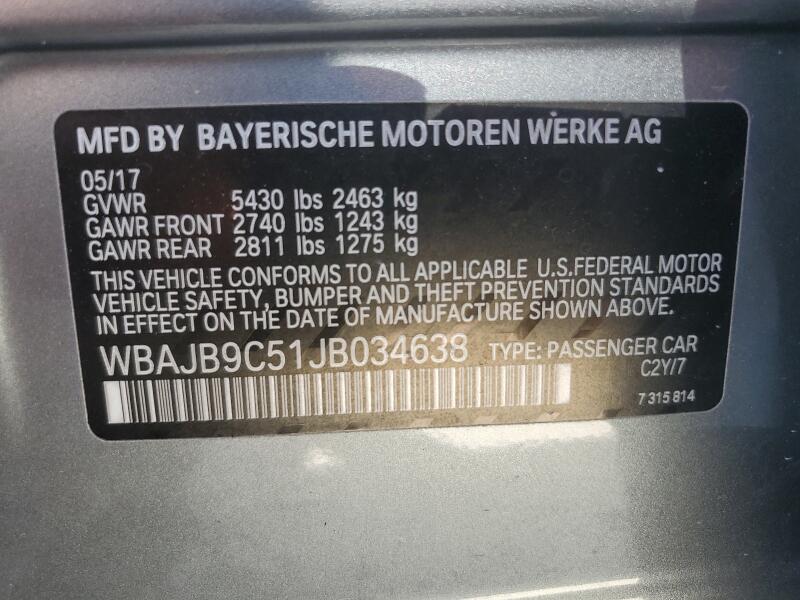 MFD BY BAYERISCHE MOTOREN WERKE AG
05/17
GVWR 5430 lbs 2463 kg
GAWR FRONT 2740 lbs 1243 kg
GAWR REAR 2811 lbs 1275 kg
THIS VEHICLE CONFORMS TO ALL APPLICABLE U.S.FEDERAL MOTOR
VEHICLE SAFETY, BUMPER AND THEFT PREVENTION STANDARDS
IN EFFECT ON THE DATE OF MANUFACTURE SHOWN ABOVE.
WBAJB9C51JB034638 TYPE: PASSENGER CAR
C2Y/7
7 315 814